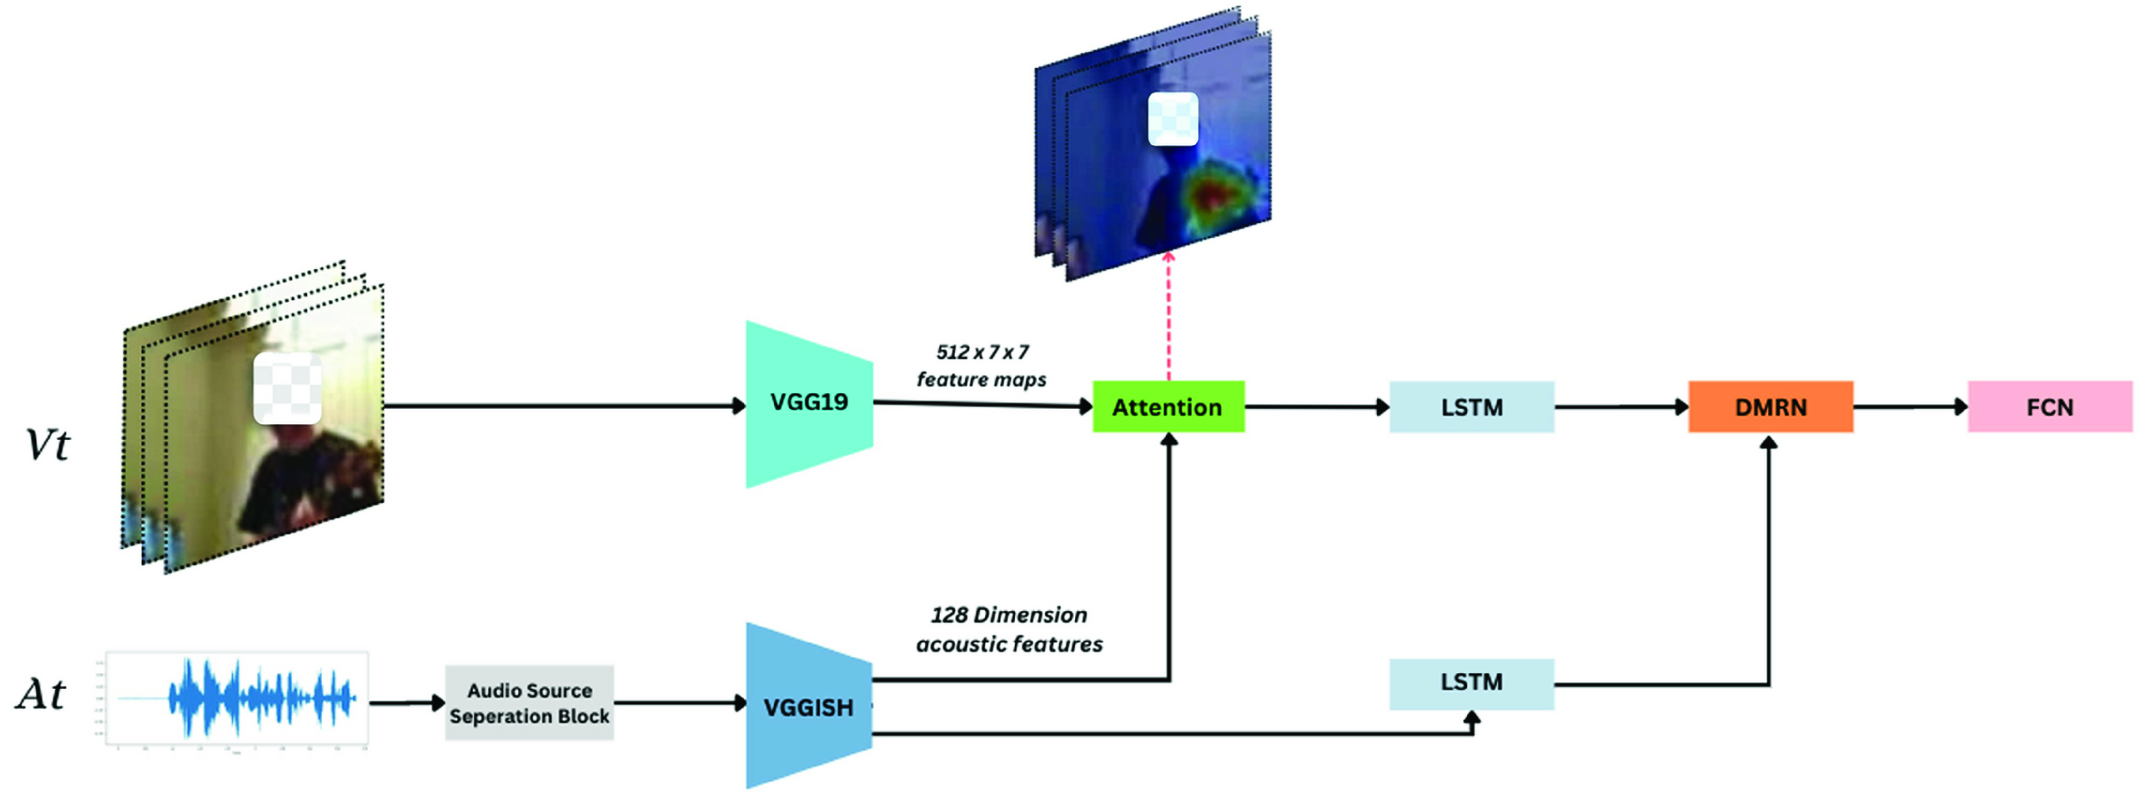 512 x 7 x 7
feature maps
VGG19
Attention
LSTM
DMRN
FCN
Vt
128 Dimension
acoustic features
At
Audio Source
Seperation Block
VGGISH
LSTM